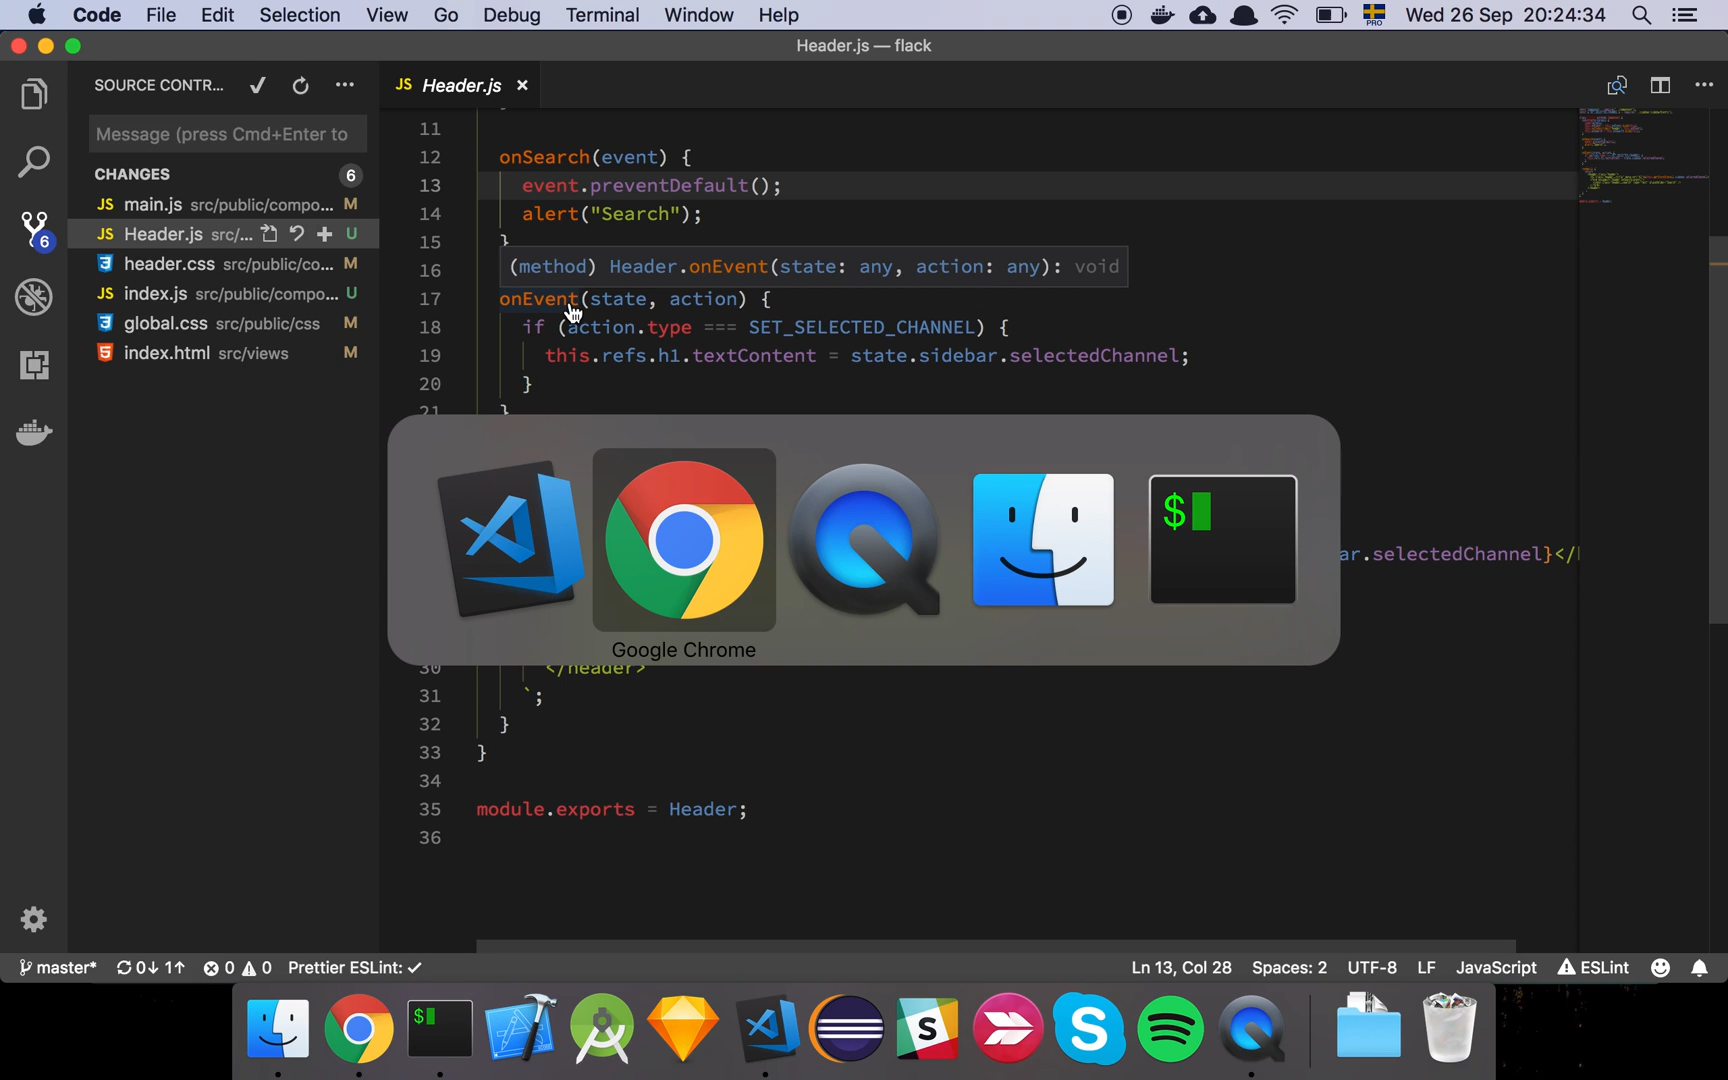 Code File Edit Selection View Go Debug Terminal Window Help PRO Wed 26 Sep 20:24:34
Header.js — flack
SOURCE CONTR...
JS Header.js
Message (press Cmd+Enter to
CHANGES 6
JS main.js src/public/compo... M
JS Header.js src/... U
header.css src/public/co... M
JS index.js src/public/compo... U
global.css src/public/css M
index.html src/views M
6
11
12 onSearch(event) {
13 event.preventDefault();
14 alert("Search");
15 }
16 (method) Header.onEvent(state: any, action: any): void
17 onEvent(state, action) {
18 if (action.type === SET_SELECTED_CHANNEL) {
19 this.refs.h1.textContent = state.sidebar.selectedChannel;
20 }
21 }
ar.selectedChannel}</
$
Google Chrome
30 </header>
31 `;
32 }
33 }
34
35 module.exports = Header;
36
master* 0↓ 1↑ 0 0 Prettier ESLint: ✓ Ln 13, Col 28 Spaces: 2 UTF-8 LF JavaScript ESLint
$ S S